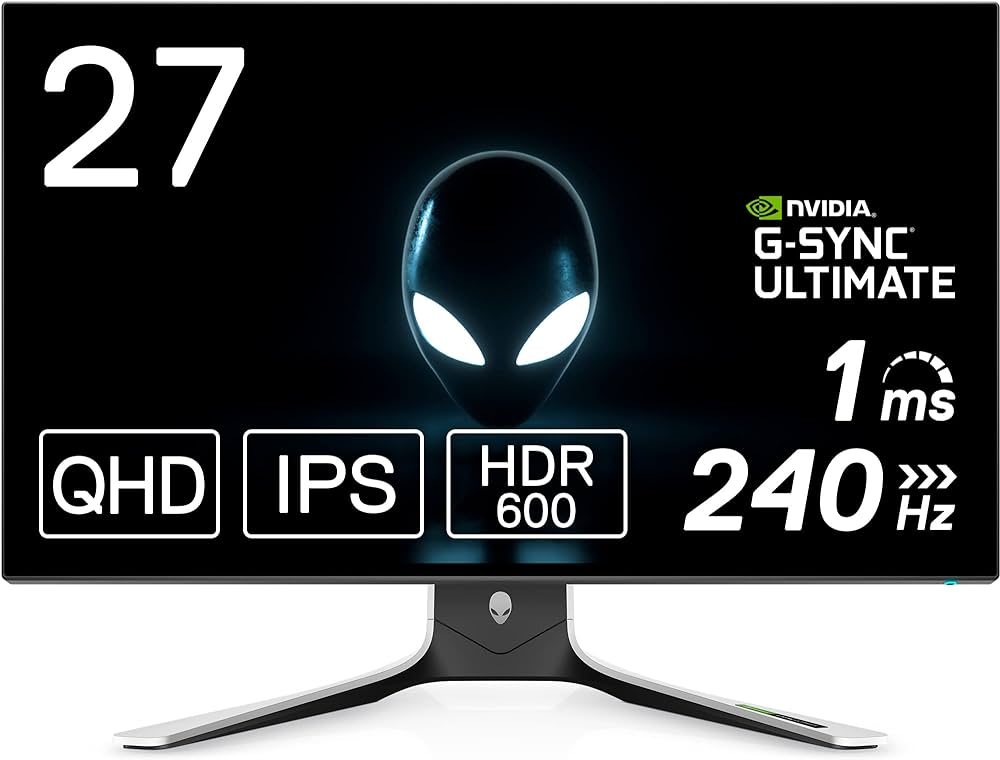 27
NVIDIA.
G-SYNC®
ULTIMATE
1 ms
QHD
IPS
HDR
600
240 Hz